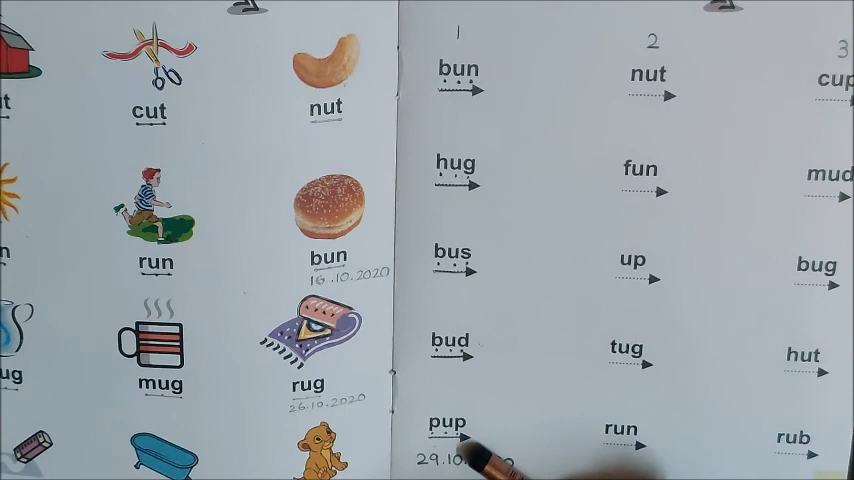 cut
nut
run
bun
16.10.2020
mug
rug
26.10.2020
1
2
3
bun
nut
cup
hug
fun
mud
bus
up
bug
bud
tug
hut
pup
run
rub